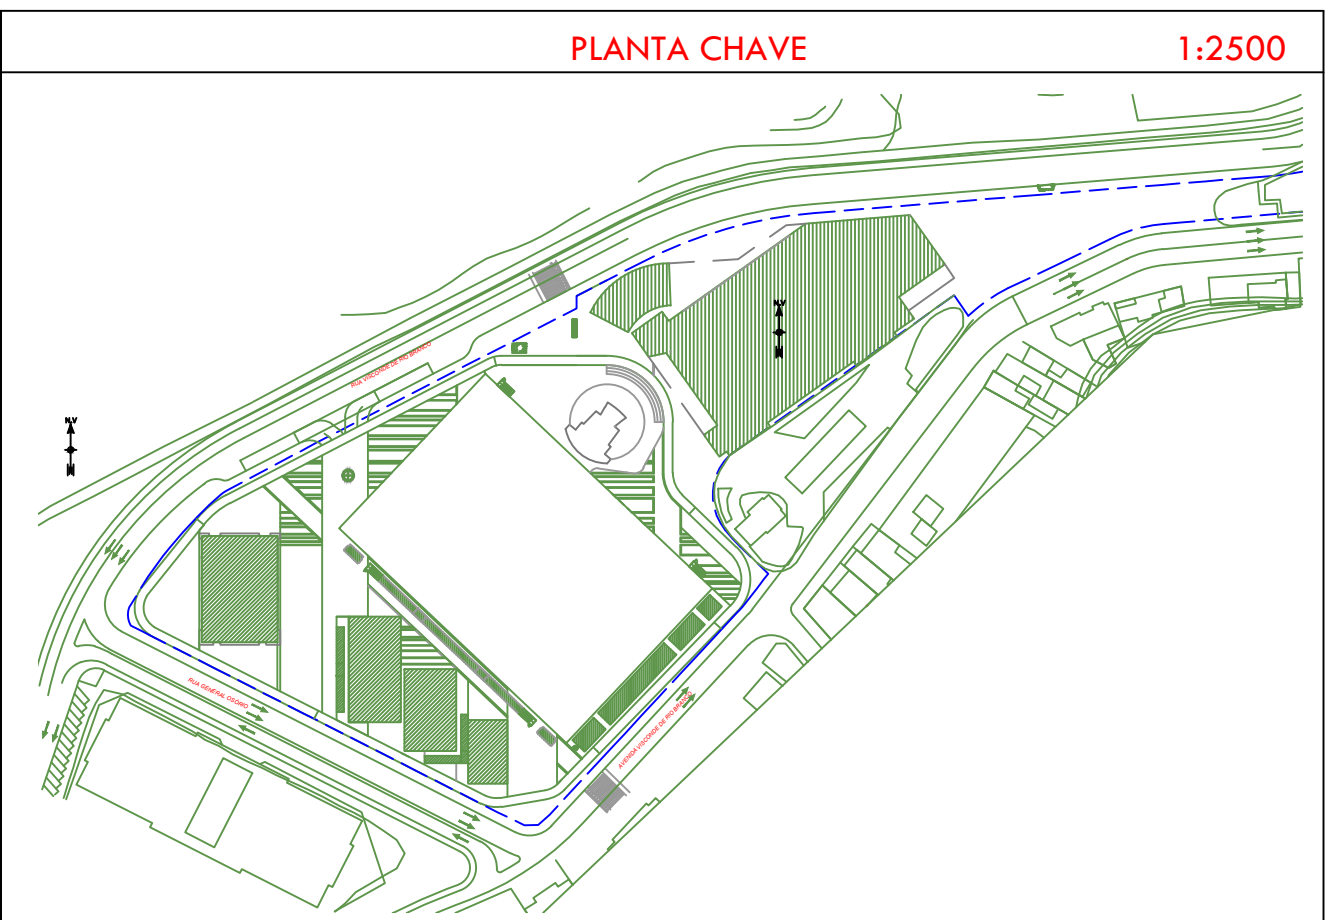 PLANTA CHAVE 1:2500
N.V
RUA VISCONDE DE RIO BRANCO
N.V
RUA GENERAL OSORIO
AVENIDA VISCONDE DE RIO BRANCO